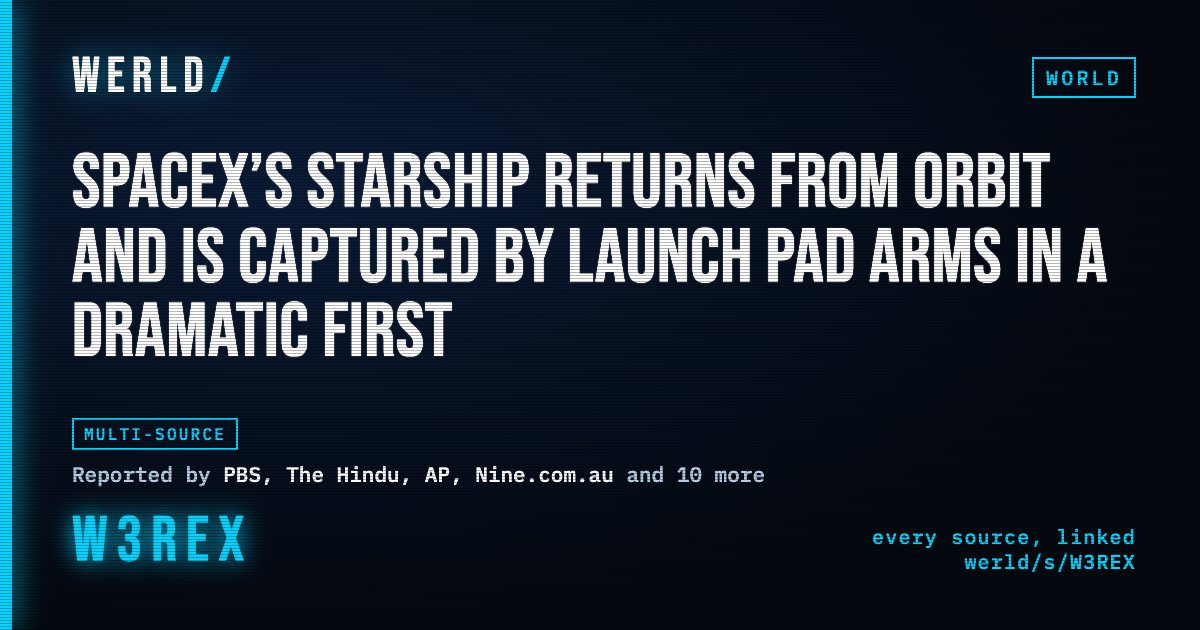 WERLD/
WORLD
SPACEX’S STARSHIP RETURNS FROM ORBIT
AND IS CAPTURED BY LAUNCH PAD ARMS IN A
DRAMATIC FIRST
MULTI-SOURCE
Reported by PBS, The Hindu, AP, Nine.com.au and 10 more
W3REX
every source, linked
werld/s/W3REX